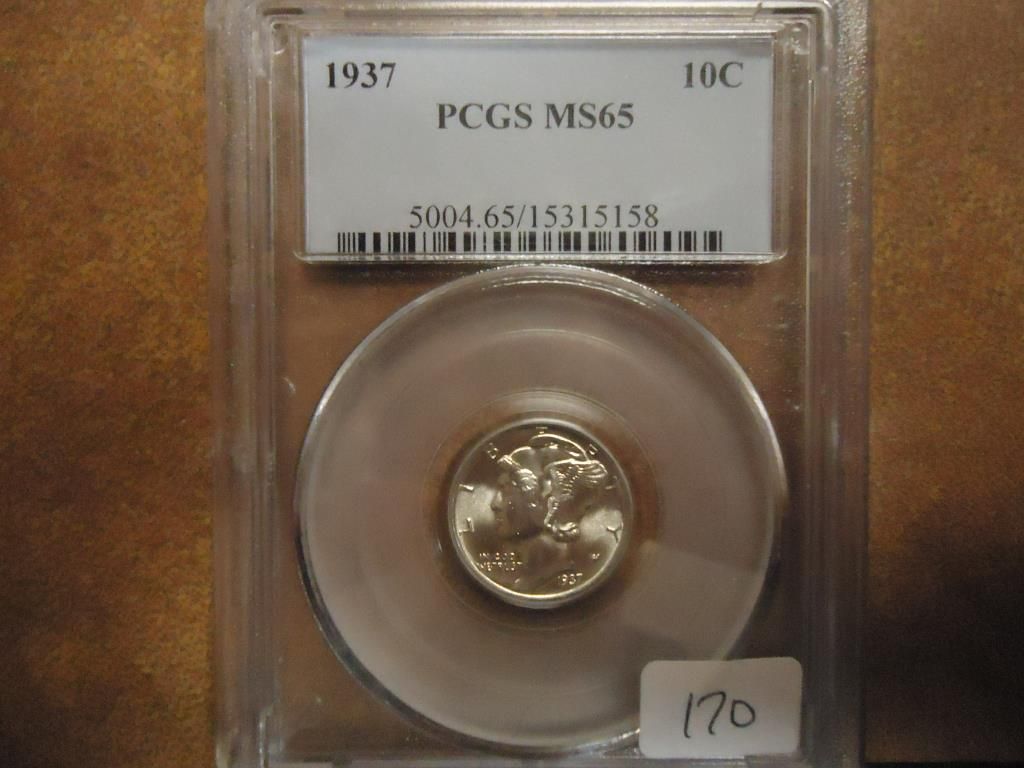 1937 10C
PCGS MS65
5004.65/15315158
LIBERTY
IN GOD
WE TRUST
1937
170